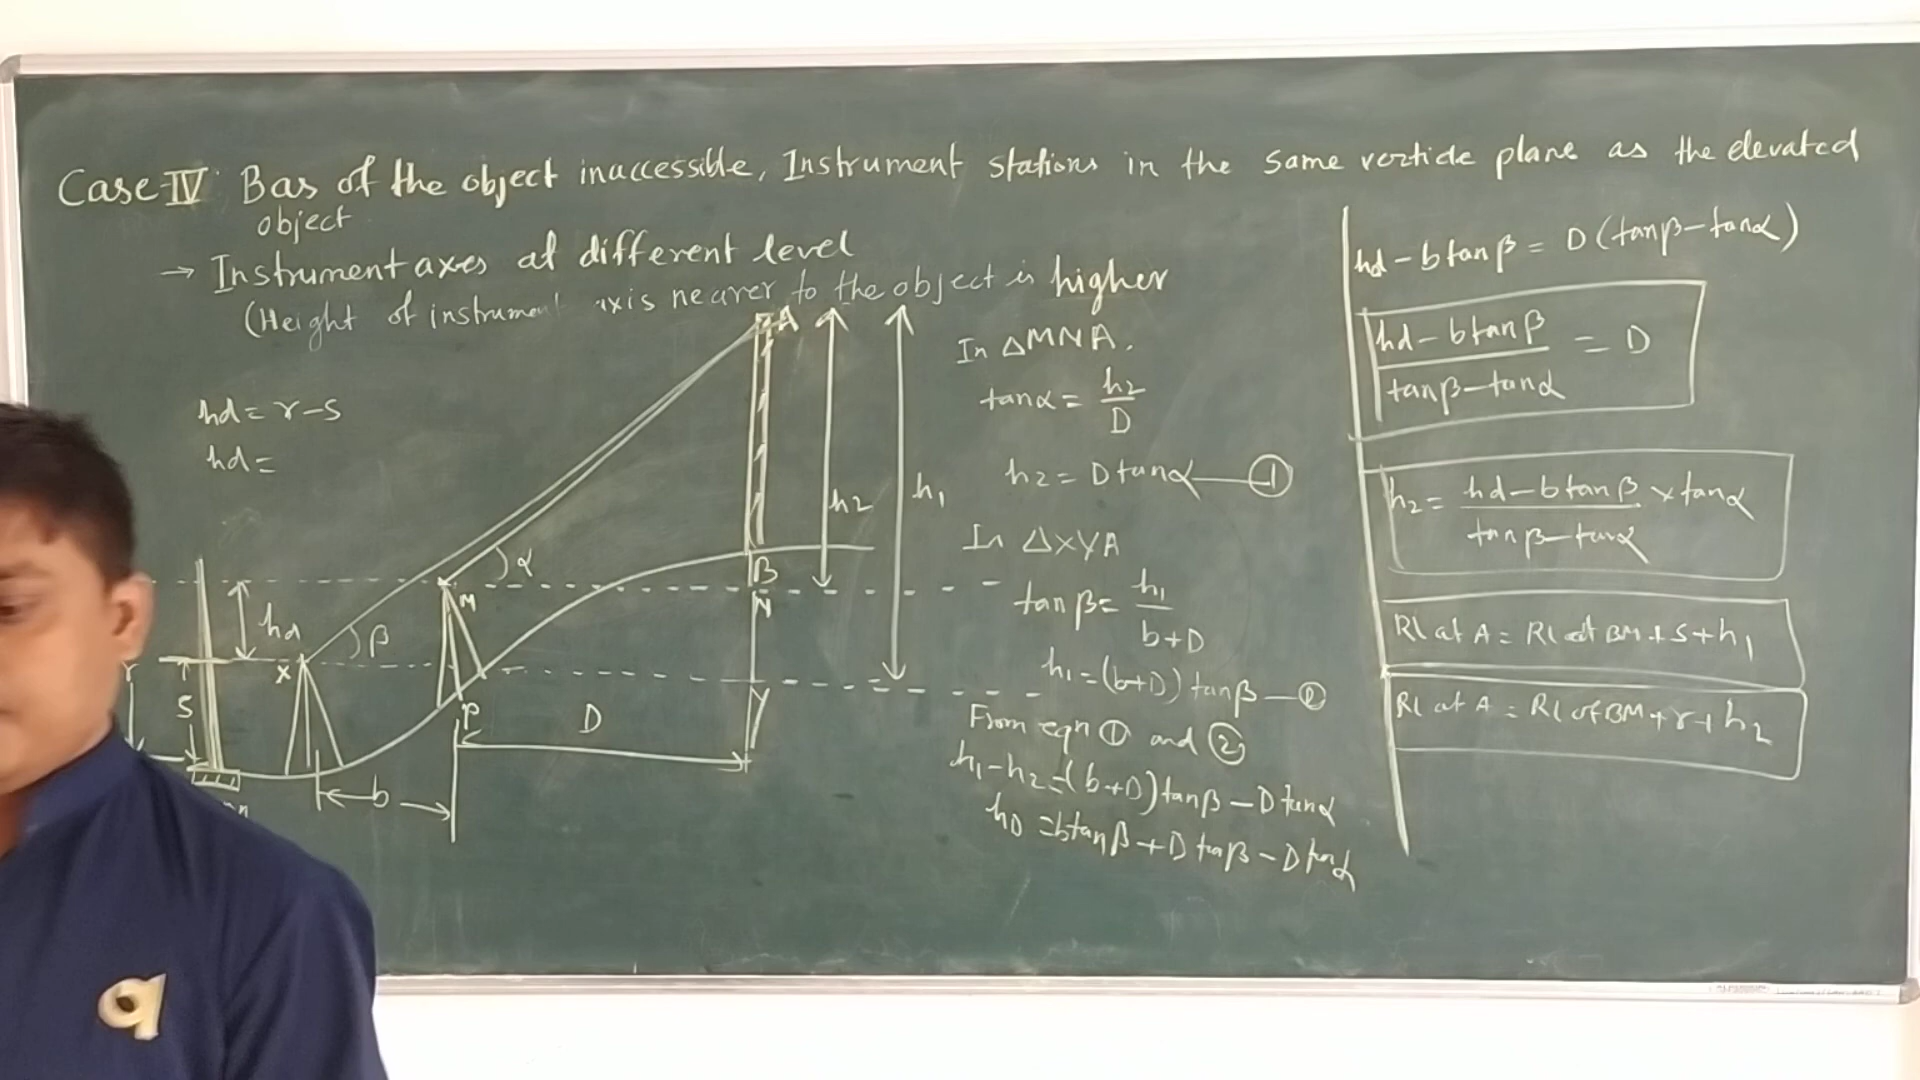 Case-IV Bas of the object inaccessible, Instrument stations in the same verticle plane as the elevated
object
→ Instrument axes at different level
(Height of instrument axis nearer to the object is higher
hd = r-s
hd =
A
h2
h1
α
B
M
N
hd
β
X
r
S
P
D
Y
b
In ΔMNA.
tanα = h2/D
h2 = Dtanα — ①
In ΔXYA
tanβ = h1/b+D
h1 = (b+D) tanβ — ②
From eqn ① and ②
h1-h2 = (b+D)tanβ - Dtanα
hD = btanβ + D tanβ - D tanα
hd - b tanβ = D (tanβ - tanα)
hd - b tanβ / tanβ - tanα = D
h2 = hd - b tanβ / tanβ - tanα × tanα
Rl at A = Rl at BM + S + h1
Rl at A = Rl of BM + r + h2